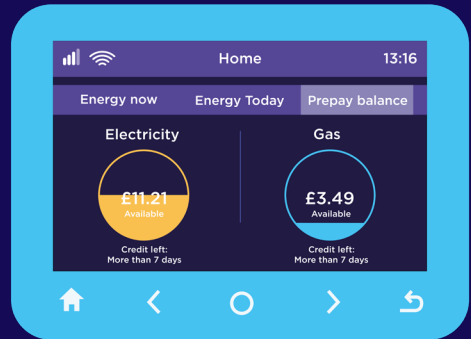 Home
13:16
Energy now
Energy Today
Prepay balance
Electricity
Gas
£11.21
Available
£3.49
Available
Credit left:
More than 7 days
Credit left:
More than 7 days